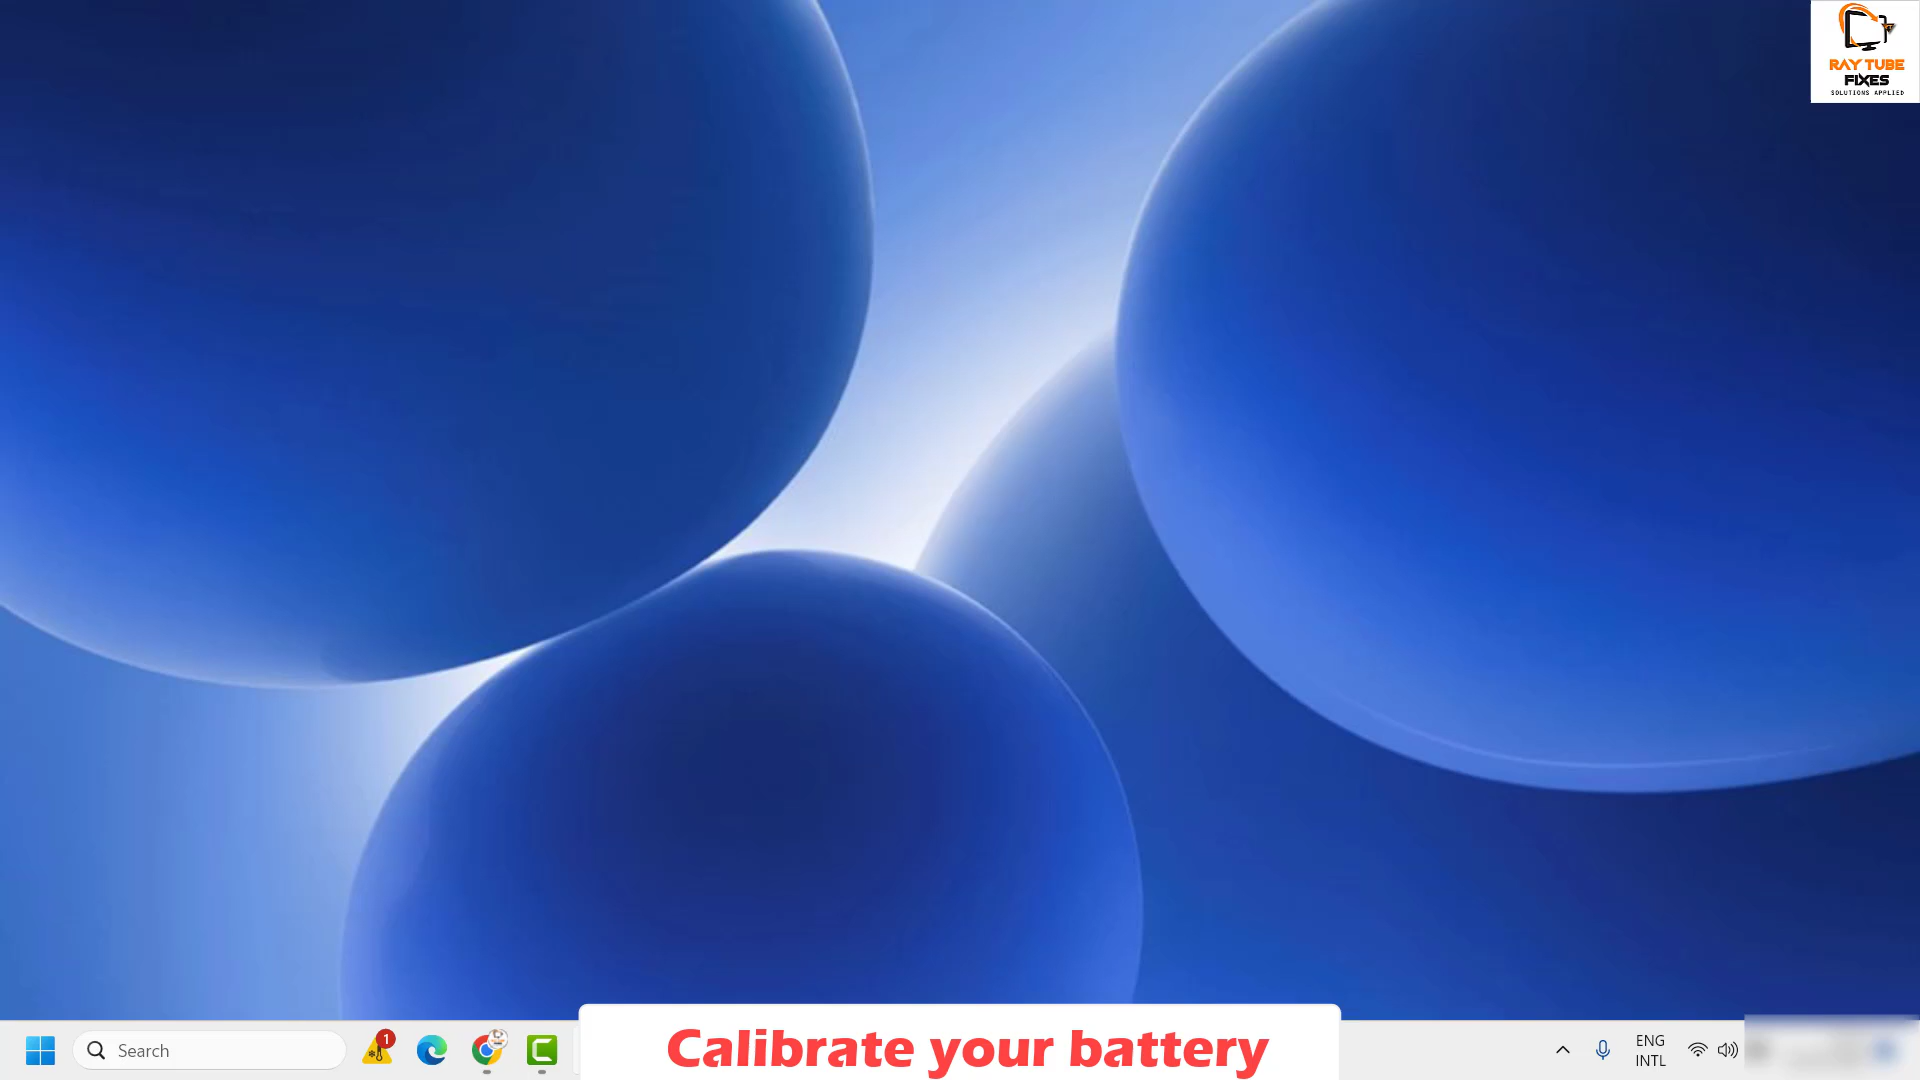 RAY TUBE
FIXES
SOLUTIONS APPLIED
Search
1
Calibrate your battery
ENG
INTL